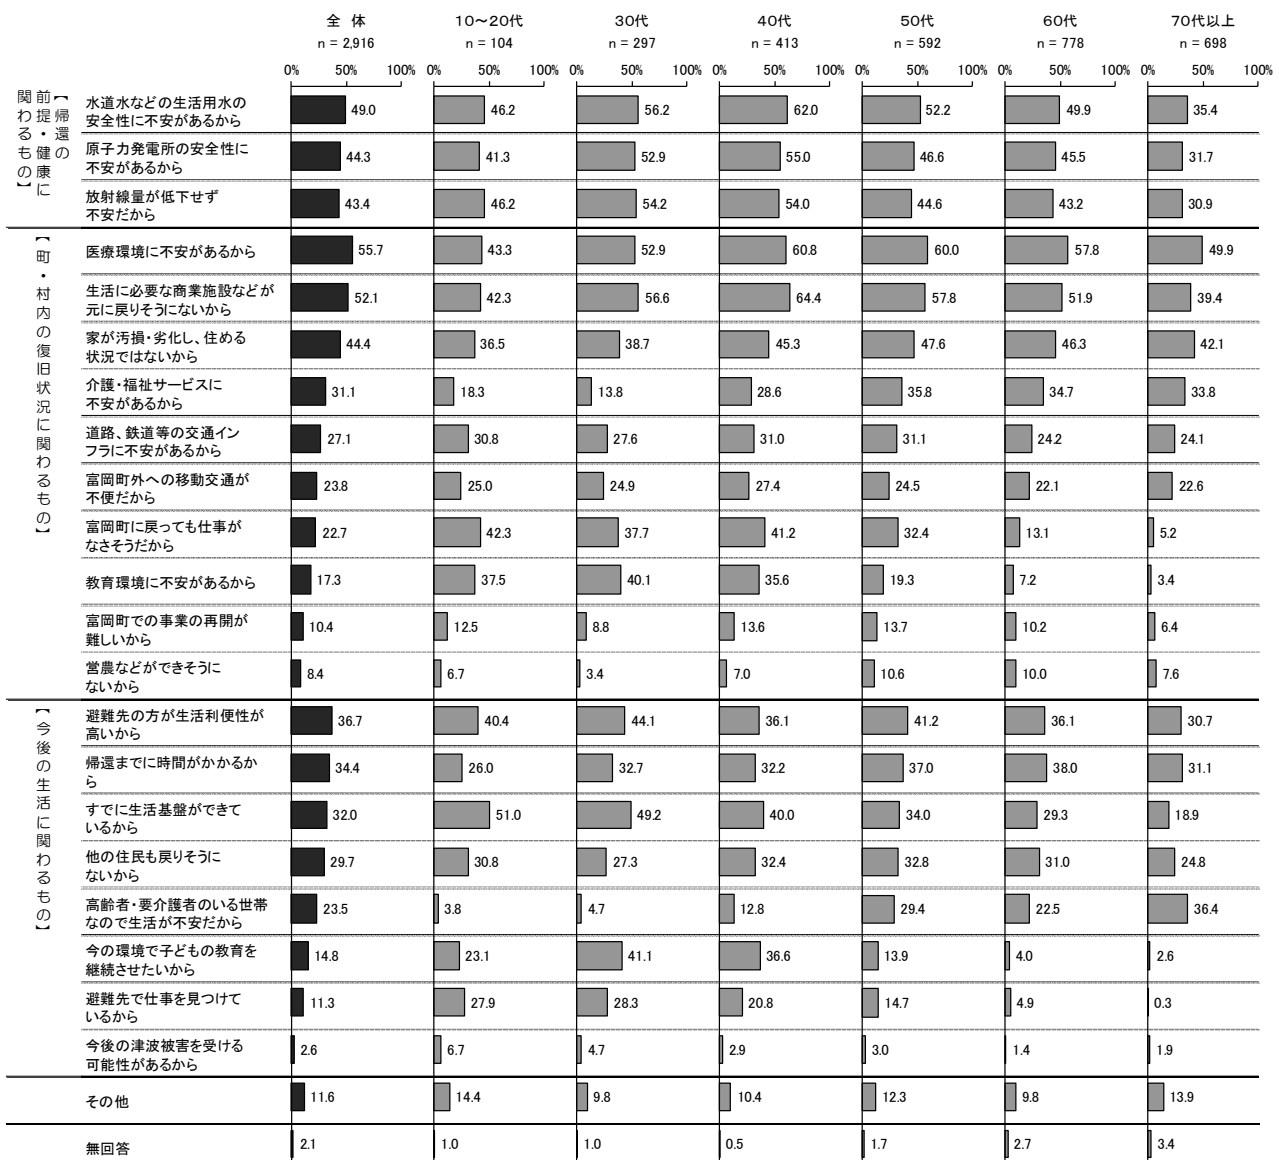 全 体 10～20代 30代 40代 50代 60代 70代以上
n = 2,916 n = 104 n = 297 n = 413 n = 592 n = 778 n = 698
0% 50% 100% 0% 50% 100% 0% 50% 100% 0% 50% 100% 0% 50% 100% 0% 50% 100% 0% 50% 100%
【帰還の
前提・健康に
関わるもの】
水道水などの生活用水の
安全性に不安があるから
49.0 46.2 56.2 62.0 52.2 49.9 35.4
原子力発電所の安全性に
不安があるから
44.3 41.3 52.9 55.0 46.6 45.5 31.7
放射線量が低下せず
不安だから
43.4 46.2 54.2 54.0 44.6 43.2 30.9
【町・村内の復旧状況に関わるもの】
医療環境に不安があるから
55.7 43.3 52.9 60.8 60.0 57.8 49.9
生活に必要な商業施設などが
元に戻りそうにないから
52.1 42.3 56.6 64.4 57.8 51.9 39.4
家が汚損・劣化し、住める
状況ではないから
44.4 36.5 38.7 45.3 47.6 46.3 42.1
介護・福祉サービスに
不安があるから
31.1 18.3 13.8 28.6 35.8 34.7 33.8
道路、鉄道等の交通イン
フラに不安があるから
27.1 30.8 27.6 31.0 31.1 24.2 24.1
富岡町外への移動交通が
不便だから
23.8 25.0 24.9 27.4 24.5 22.1 22.6
富岡町に戻っても仕事が
なさそうだから
22.7 42.3 37.7 41.2 32.4 13.1 5.2
教育環境に不安があるから
17.3 37.5 40.1 35.6 19.3 7.2 3.4
富岡町での事業の再開が
難しいから
10.4 12.5 8.8 13.6 13.7 10.2 6.4
営農などができそうに
ないから
8.4 6.7 3.4 7.0 10.6 10.0 7.6
【今後の生活に関わるもの】
避難先の方が生活利便性が
高いから
36.7 40.4 44.1 36.1 41.2 36.1 30.7
帰還までに時間がかかるか
ら
34.4 26.0 32.7 32.2 37.0 38.0 31.1
すでに生活基盤ができて
いるから
32.0 51.0 49.2 40.0 34.0 29.3 18.9
他の住民も戻りそうに
ないから
29.7 30.8 27.3 32.4 32.8 31.0 24.8
高齢者・要介護者のいる世帯
なので生活が不安だから
23.5 3.8 4.7 12.8 29.4 22.5 36.4
今の環境で子どもの教育を
継続させたいから
14.8 23.1 41.1 36.6 13.9 4.0 2.6
避難先で仕事を見つけて
いるから
11.3 27.9 28.3 20.8 14.7 4.9 0.3
今後の津波被害を受ける
可能性があるから
2.6 6.7 4.7 2.9 3.0 1.4 1.9
その他
11.6 14.4 9.8 10.4 12.3 9.8 13.9
無回答
2.1 1.0 1.0 0.5 1.7 2.7 3.4